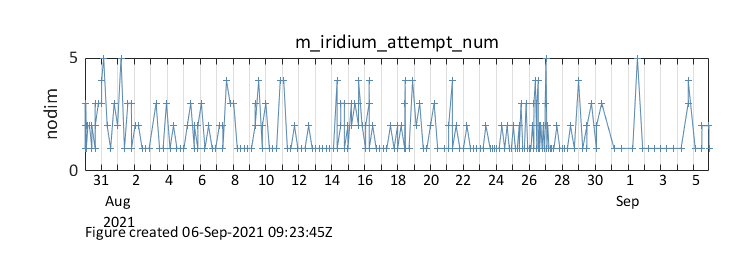 m_iridium_attempt_num
5
nodim
0
31 2 4 6 8 10 12 14 16 18 20 22 24 26 28 30 1 3 5
Aug Sep
2021
Figure created 06-Sep-2021 09:23:45Z